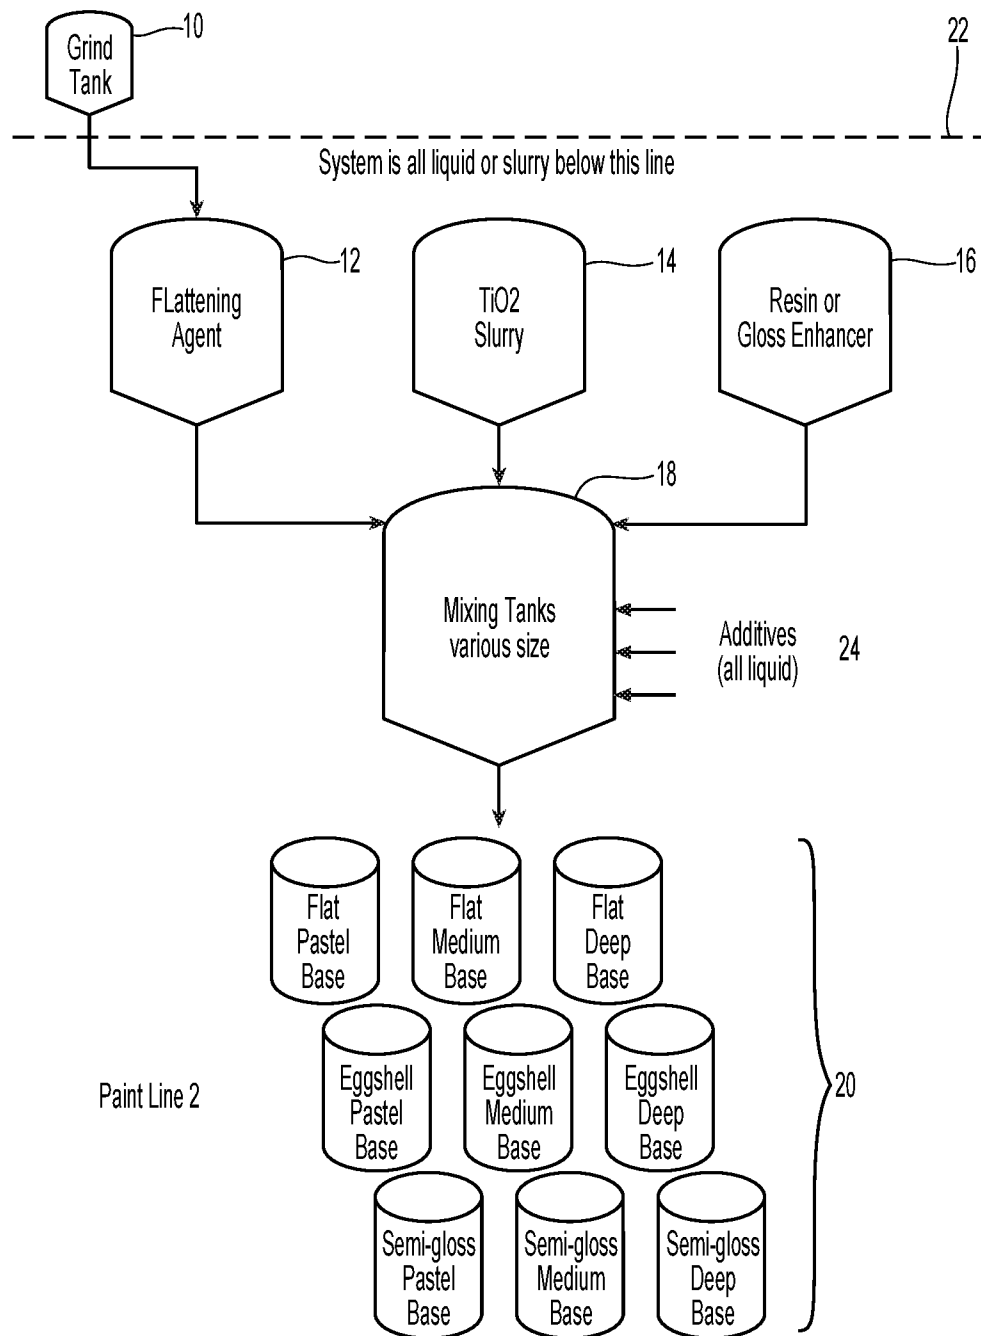 10
Grind
Tank
22
System is all liquid or slurry below this line
12
14
16
FLattening
Agent
TiO2
Slurry
Resin or
Gloss Enhancer
18
Mixing Tanks
various size
Additives
(all liquid)
24
Flat
Pastel
Base
Flat
Medium
Base
Flat
Deep
Base
Eggshell
Pastel
Base
Eggshell
Medium
Base
Eggshell
Deep
Base
Paint Line 2
20
Semi-gloss
Pastel
Base
Semi-gloss
Medium
Base
Semi-gloss
Deep
Base